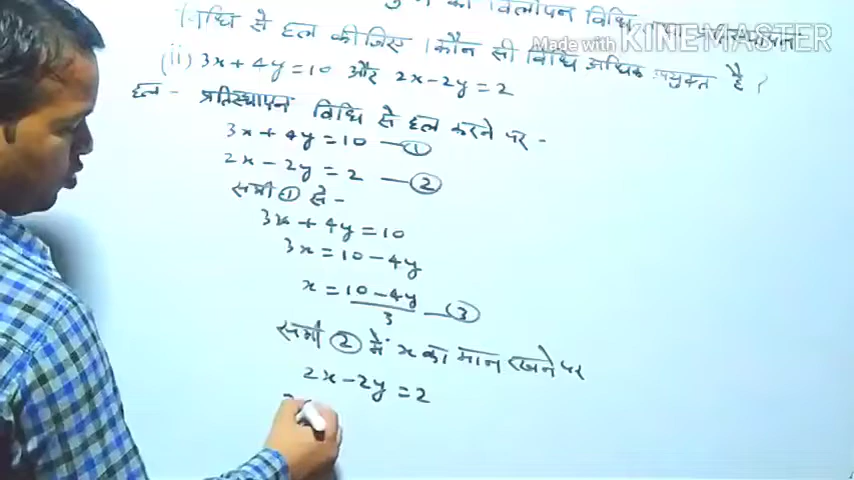 का विलोपन विधि
विधि से हल कीजिए । कौन सी विधि अधिक उपयुक्त है ?
Made with KINEMASTER
(ii) 3x + 4y = 10 और 2x - 2y = 2
हल - प्रतिस्थापन विधि से हल करने पर -
3x + 4y = 10 — ①
2x - 2y = 2 — ②
समी ① से -
3x + 4y = 10
3x = 10 - 4y
x = 10 - 4y / 3 — ③
समी ② में x का मान रखने पर
2x - 2y = 2